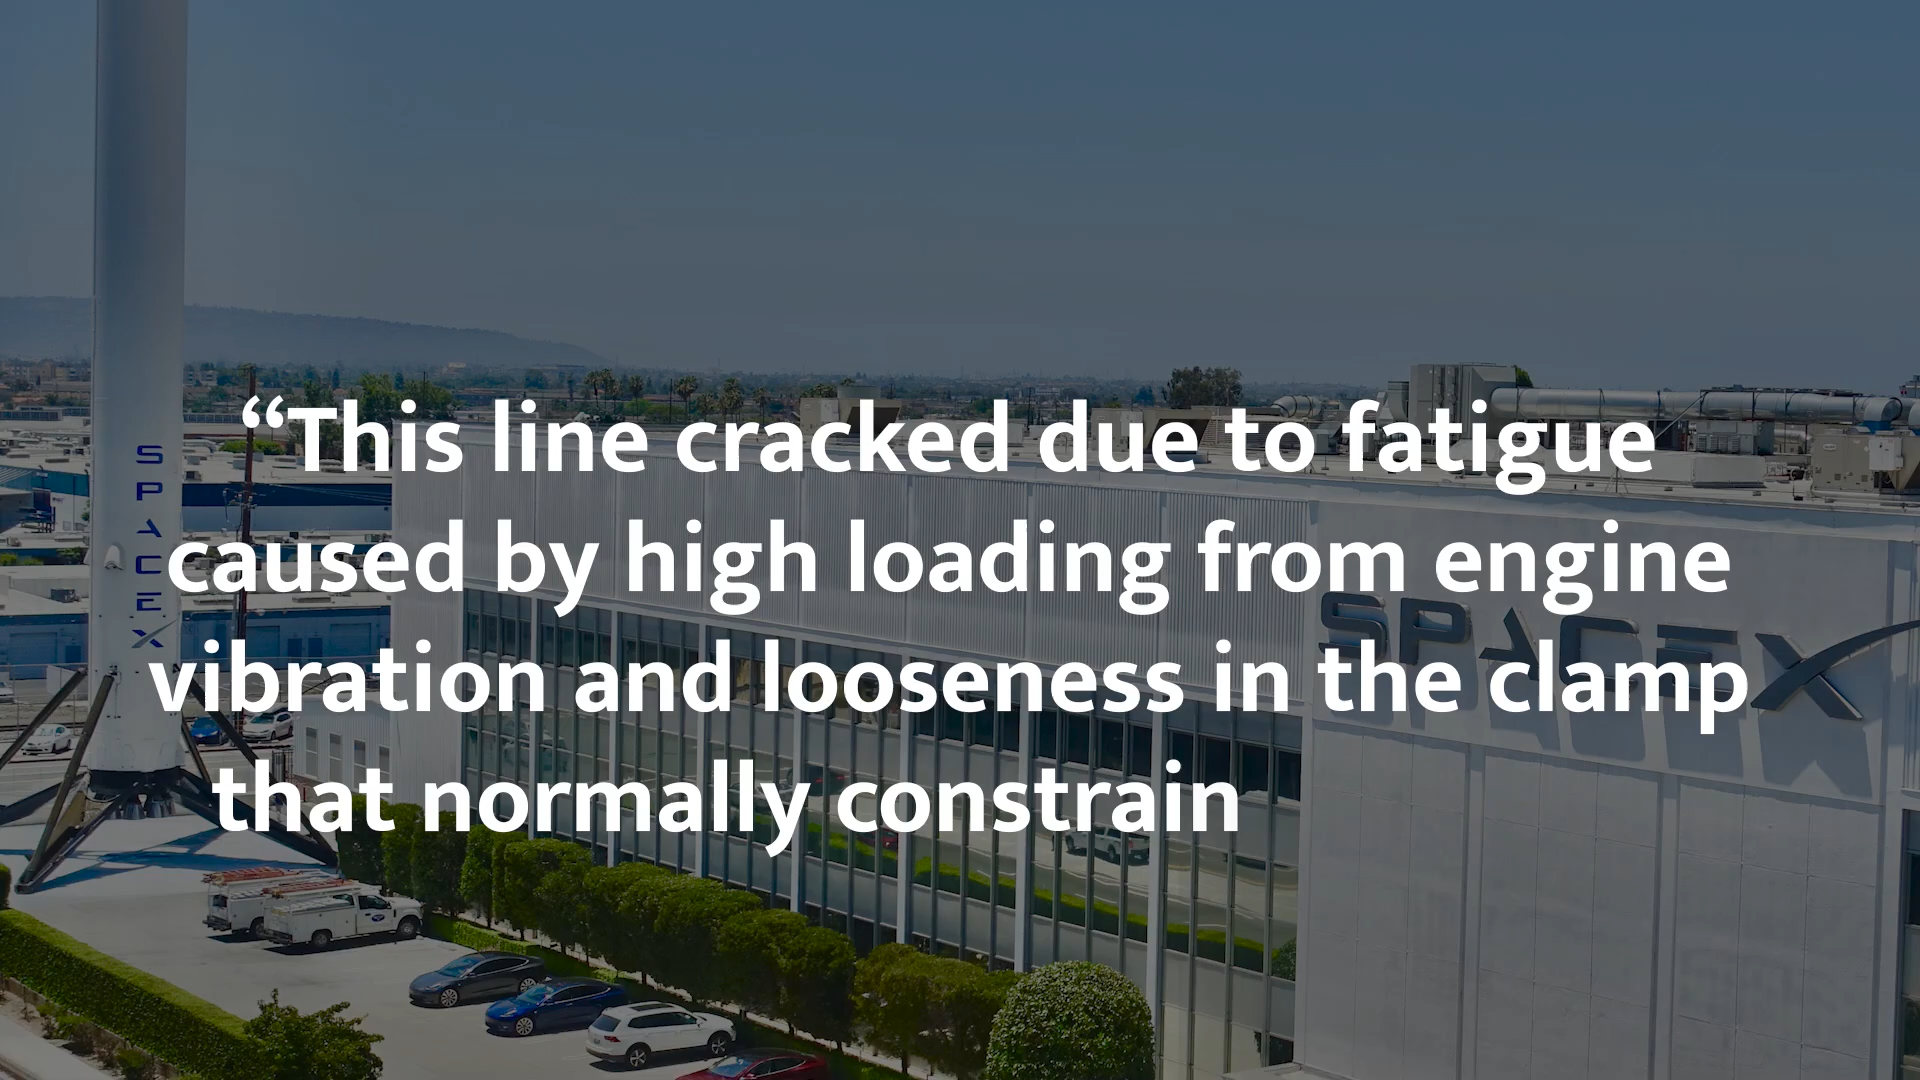 “This line cracked due to fatigue
caused by high loading from engine
vibration and looseness in the clamp
that normally constrain
SPACEX
SPACEX